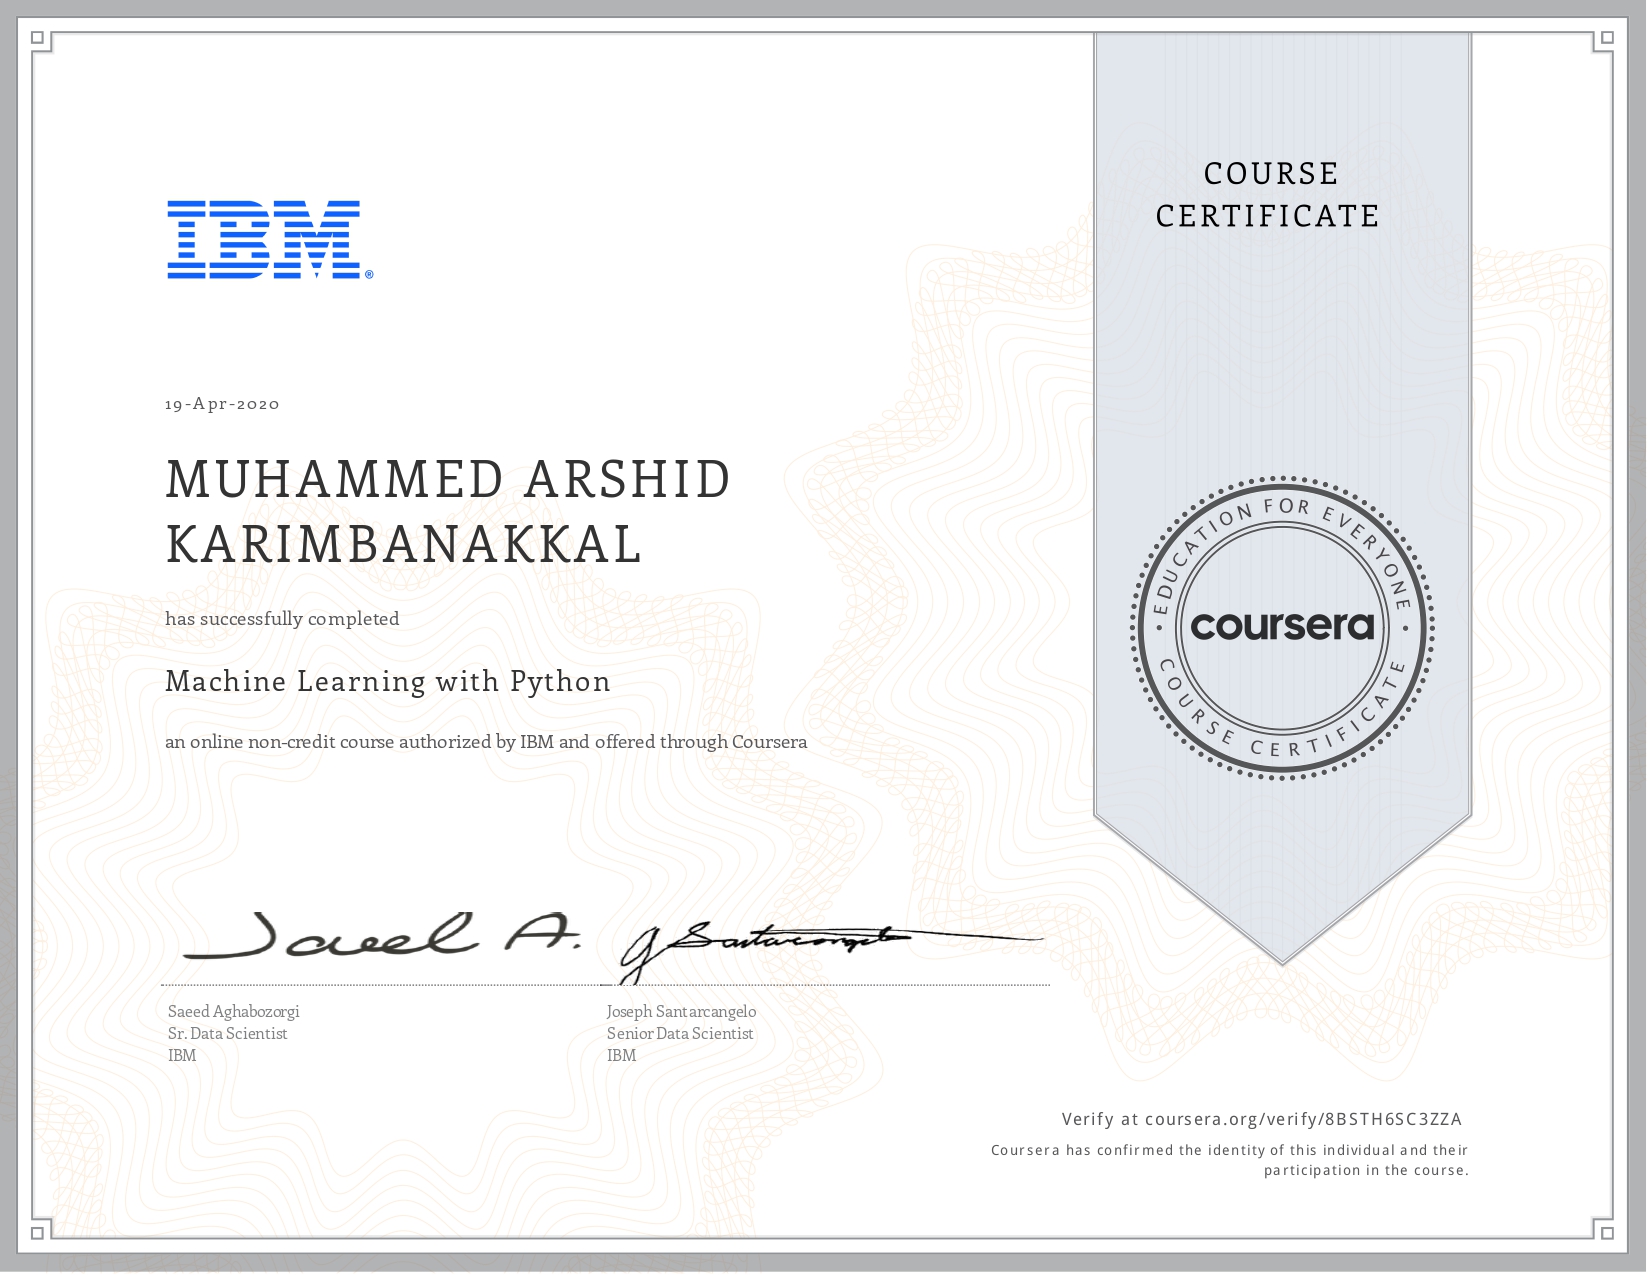 COURSE
CERTIFICATE
IBM®
19-Apr-2020
MUHAMMED ARSHID
KARIMBANAKKAL
has successfully completed
Machine Learning with Python
an online non-credit course authorized by IBM and offered through Coursera
EDUCATION FOR EVERYONE
coursera
COURSE CERTIFICATE
Saeed A.
J Santarcangelo
Saeed Aghabozorgi
Sr. Data Scientist
IBM
Joseph Santarcangelo
Senior Data Scientist
IBM
Verify at coursera.org/verify/8BSTH6SC3ZZA
Coursera has confirmed the identity of this individual and their
participation in the course.